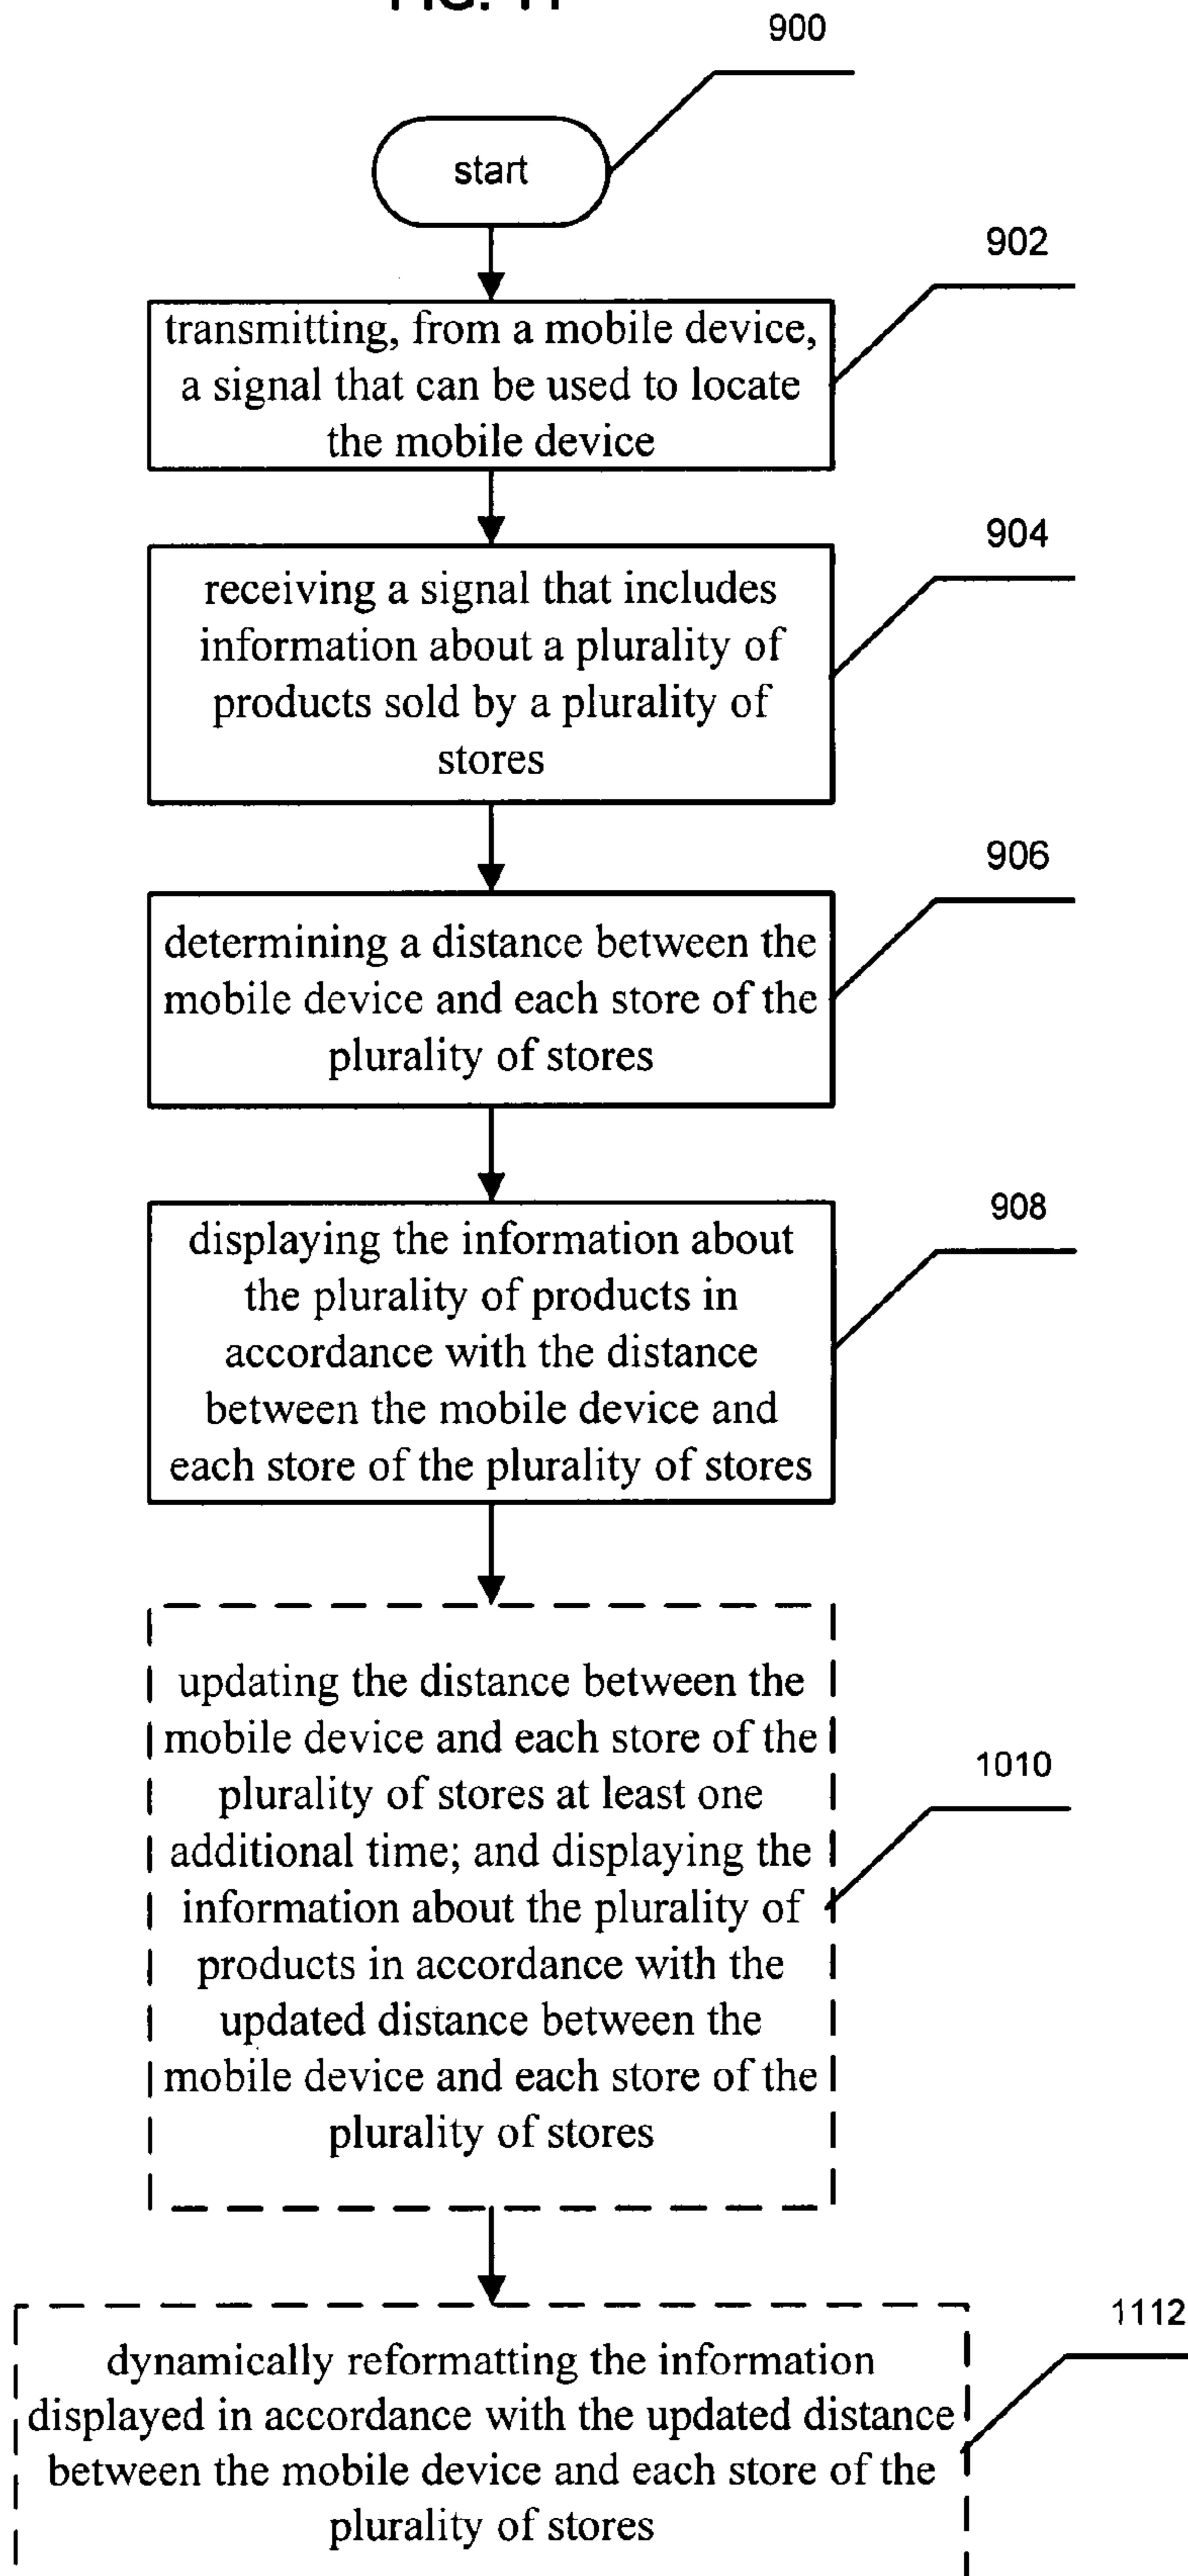 FIG. 11
900
start
902
transmitting, from a mobile device,
a signal that can be used to locate
the mobile device
904
receiving a signal that includes
information about a plurality of
products sold by a plurality of
stores
906
determining a distance between the
mobile device and each store of the
plurality of stores
908
displaying the information about
the plurality of products in
accordance with the distance
between the mobile device and
each store of the plurality of stores
updating the distance between the
mobile device and each store of the
1010
plurality of stores at least one
additional time; and displaying the
information about the plurality of
products in accordance with the
updated distance between the
mobile device and each store of the
plurality of stores
1112
dynamically reformatting the information
displayed in accordance with the updated distance
between the mobile device and each store of the
plurality of stores